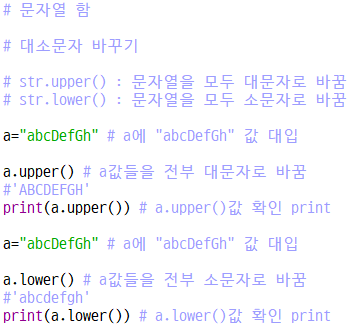 # 문자열 함
# 대소문자 바꾸기
# str.upper() : 문자열을 모두 대문자로 바꿈
# str.lower() : 문자열을 모두 소문자로 바꿈
a="abcDefGh" # a에 "abcDefGh" 값 대입
a.upper() # a값들을 전부 대문자로 바꿈
#'ABCDEFGH'
print(a.upper()) # a.upper()값 확인 print
a="abcDefGh" # a에 "abcDefGh" 값 대입
a.lower() # a값들을 전부 소문자로 바꿈
#'abcdefgh'
print(a.lower()) # a.lower()값 확인 print